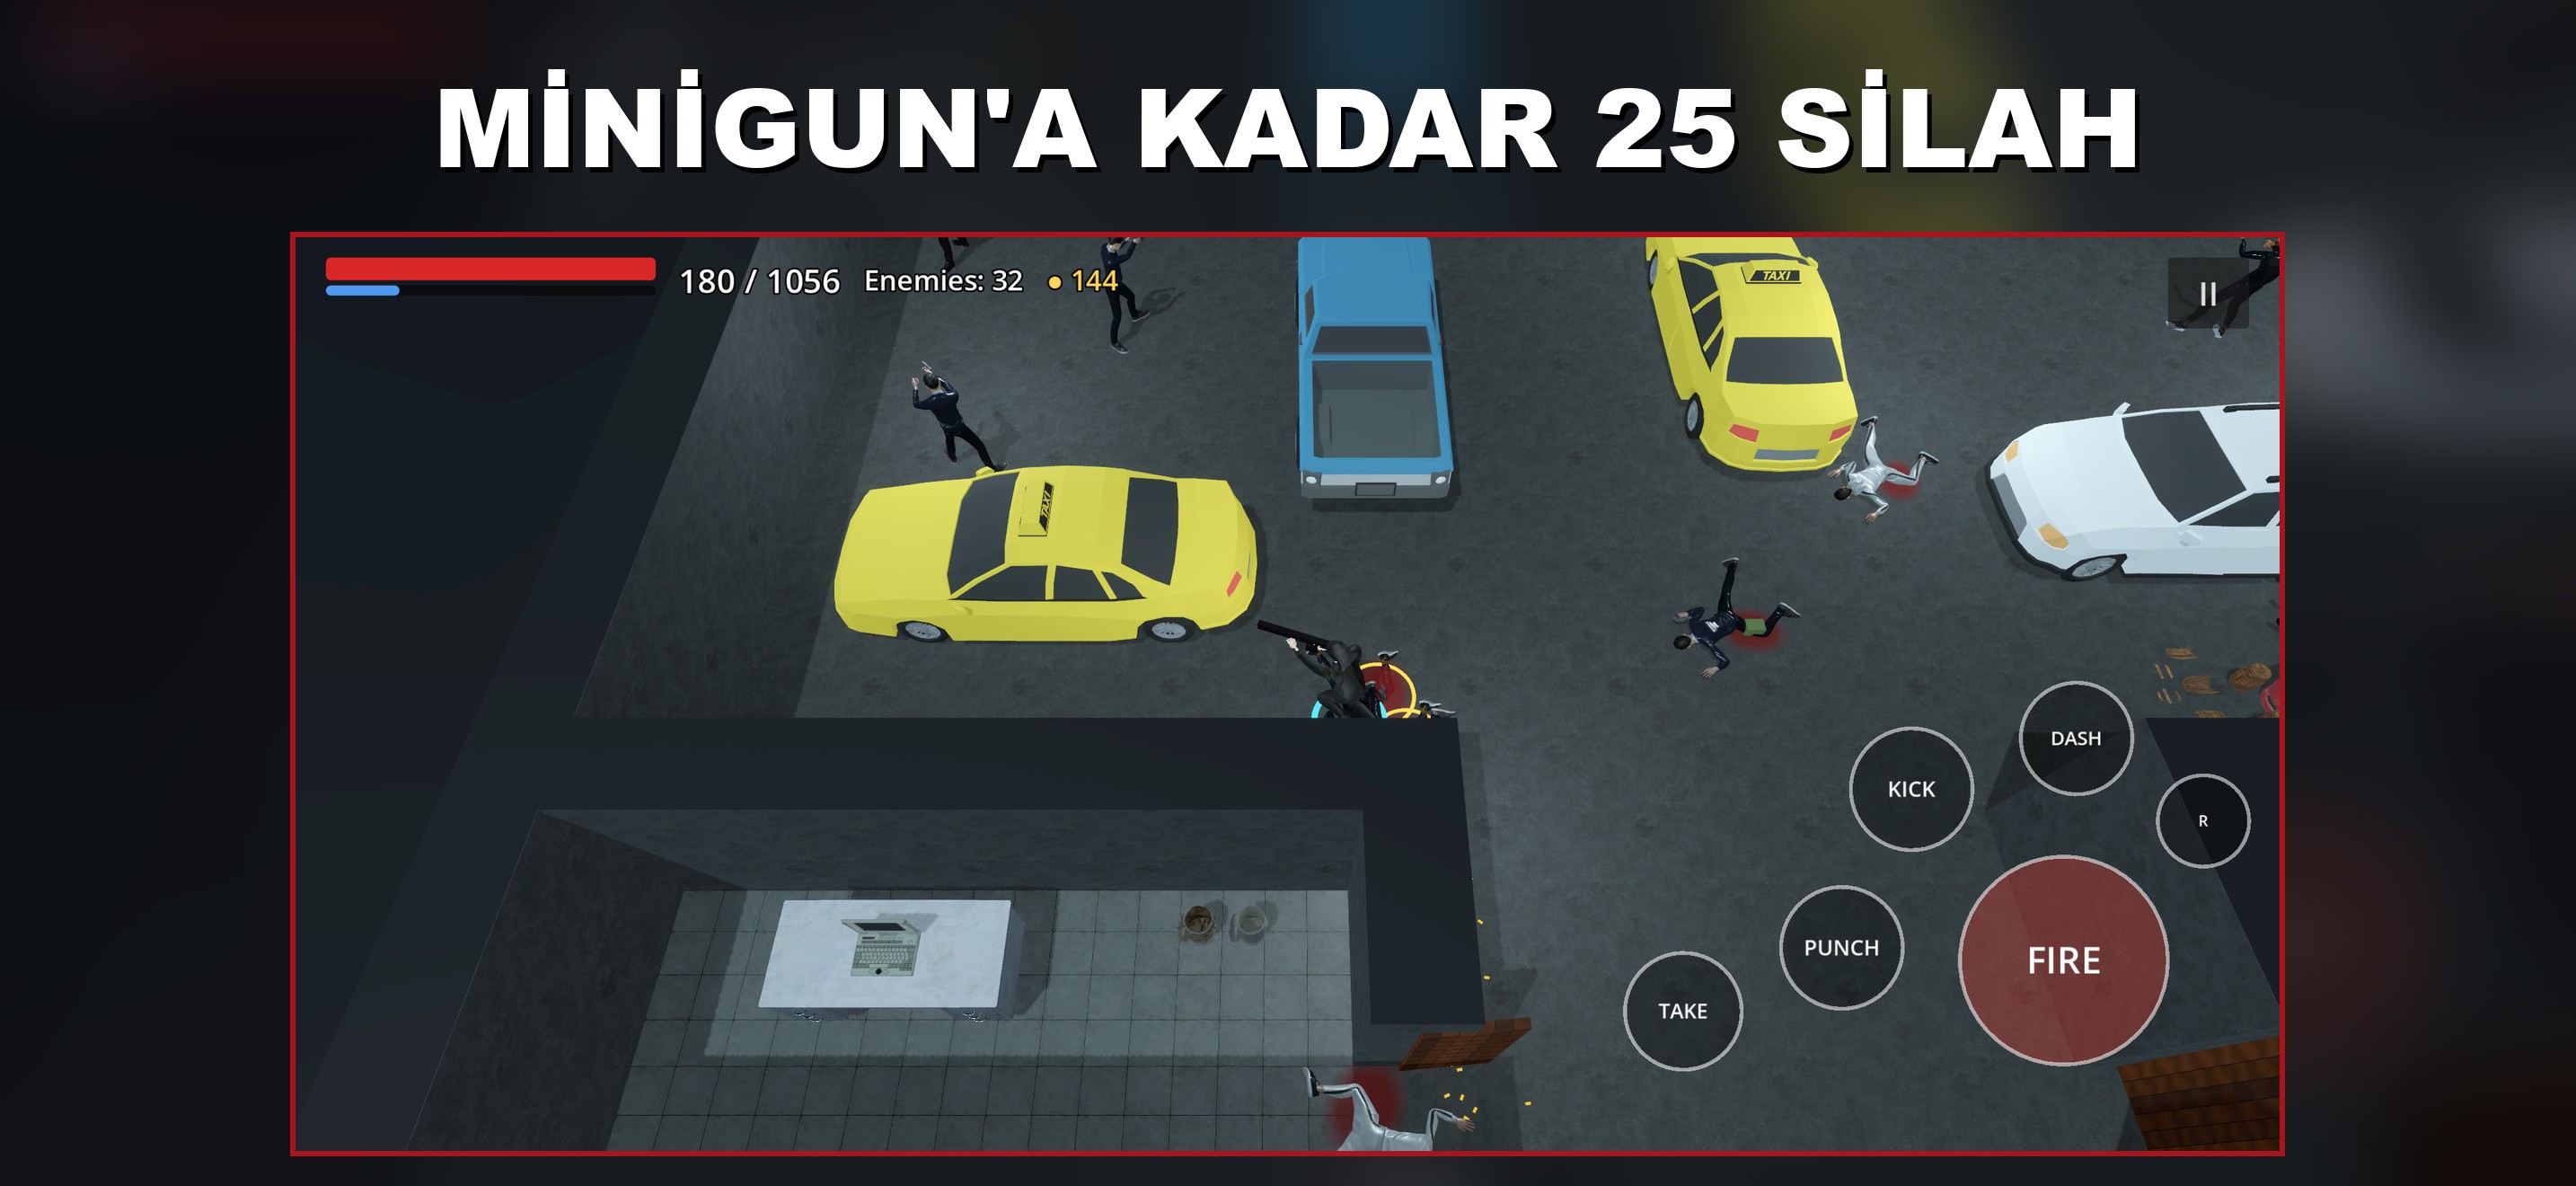 MİNİGUN'A KADAR 25 SİLAH
180 / 1056 Enemies: 32 144
TAXI
TAXI
DASH
KICK
R
PUNCH
FIRE
TAKE